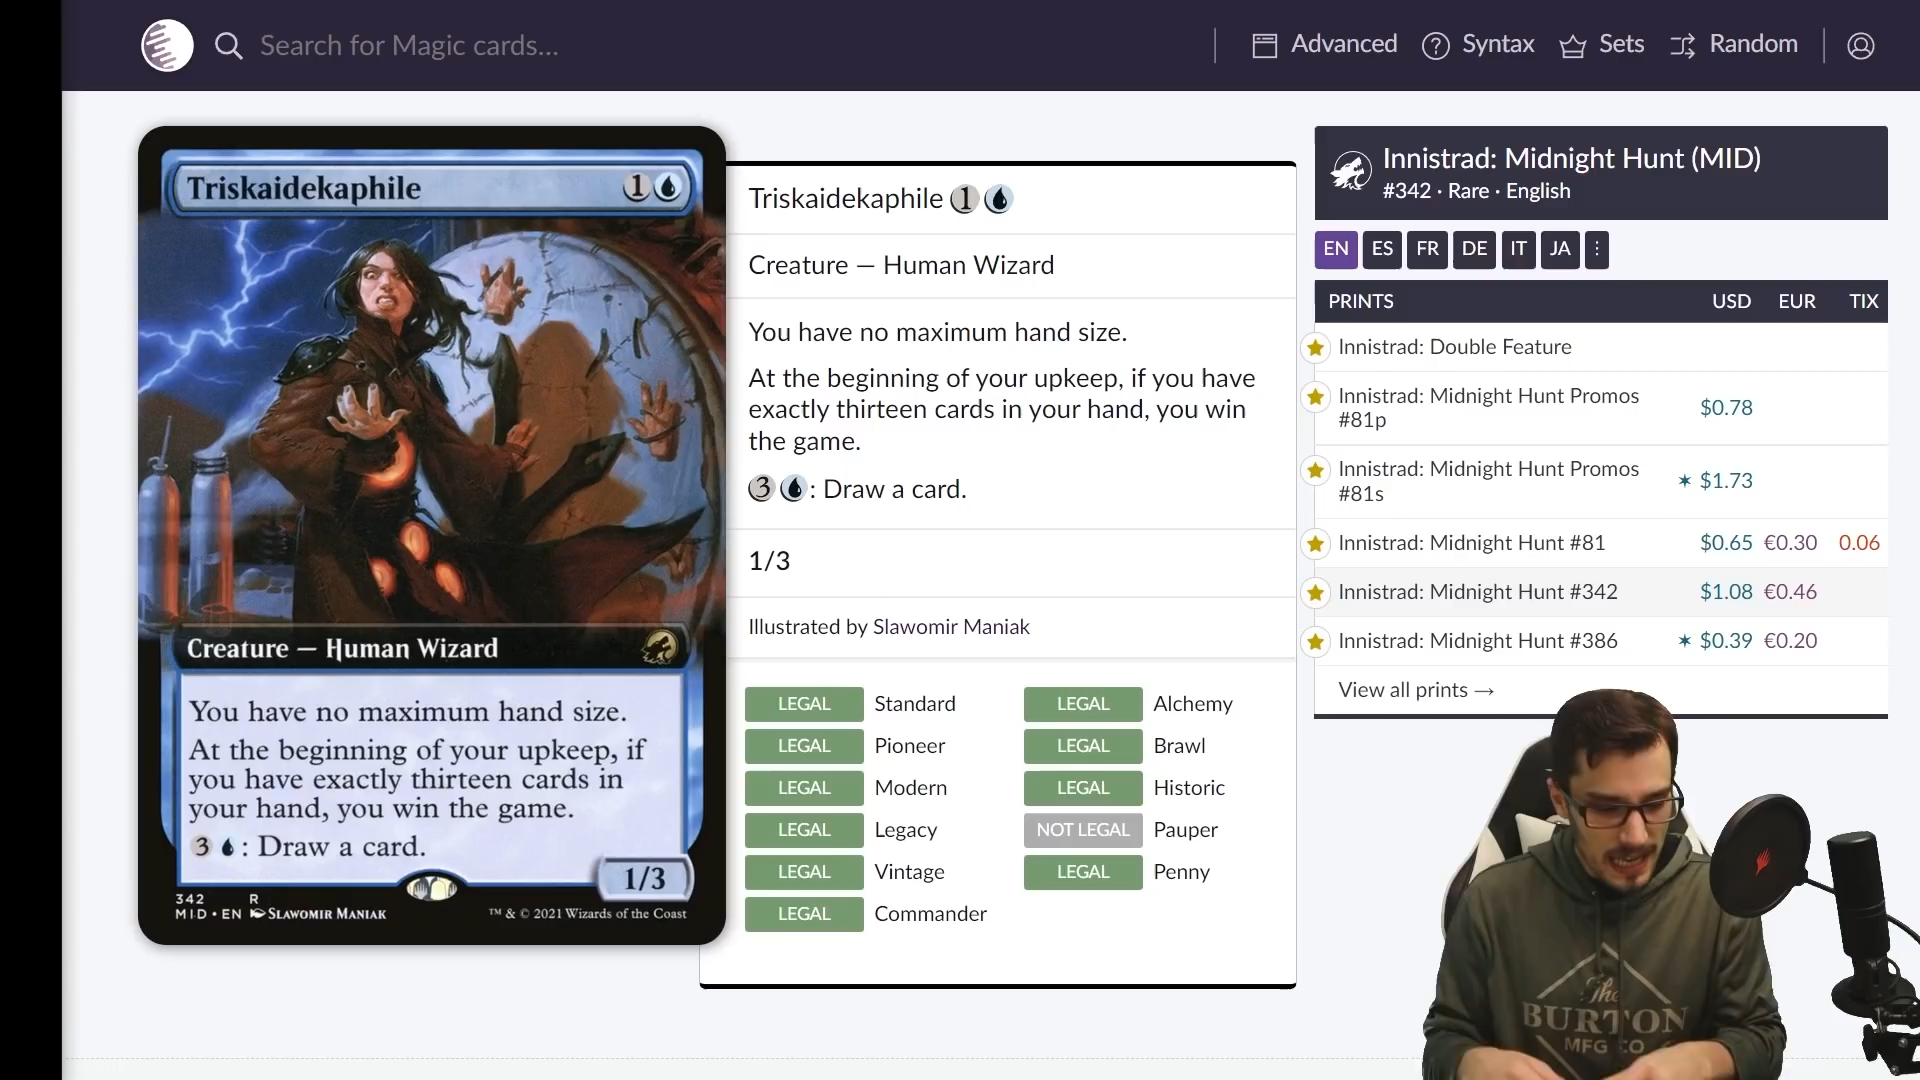 Search for Magic cards...
Advanced
Syntax
Sets
Random
Triskaidekaphile 1
Creature — Human Wizard
You have no maximum hand size.
At the beginning of your upkeep, if
you have exactly thirteen cards in
your hand, you win the game.
3 : Draw a card.
1/3
342 R
MID • EN SLAWOMIR MANIAK
™ & © 2021 Wizards of the Coast
Triskaidekaphile 1
Creature — Human Wizard
You have no maximum hand size.
At the beginning of your upkeep, if you have
exactly thirteen cards in your hand, you win
the game.
3 : Draw a card.
1/3
Illustrated by Slawomir Maniak
LEGAL Standard LEGAL Alchemy
LEGAL Pioneer LEGAL Brawl
LEGAL Modern LEGAL Historic
LEGAL Legacy NOT LEGAL Pauper
LEGAL Vintage LEGAL Penny
LEGAL Commander
Innistrad: Midnight Hunt (MID)
#342 · Rare · English
EN ES FR DE IT JA
PRINTS USD EUR TIX
Innistrad: Double Feature
Innistrad: Midnight Hunt Promos
#81p $0.78
Innistrad: Midnight Hunt Promos
#81s $1.73
Innistrad: Midnight Hunt #81 $0.65 €0.30 0.06
Innistrad: Midnight Hunt #342 $1.08 €0.46
Innistrad: Midnight Hunt #386 $0.39 €0.20
View all prints →
The
BURTON
MFG CO